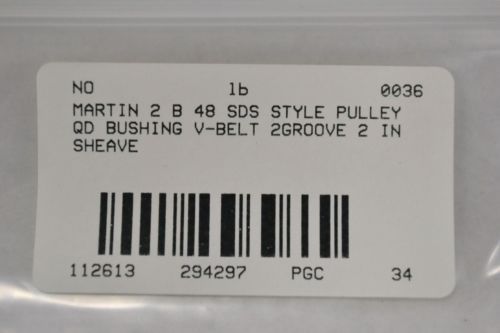 NO 1b 0036
MARTIN 2 B 48 SDS STYLE PULLEY
QD BUSHING V-BELT 2GROOVE 2 IN
SHEAVE
112613 294297 PGC 34